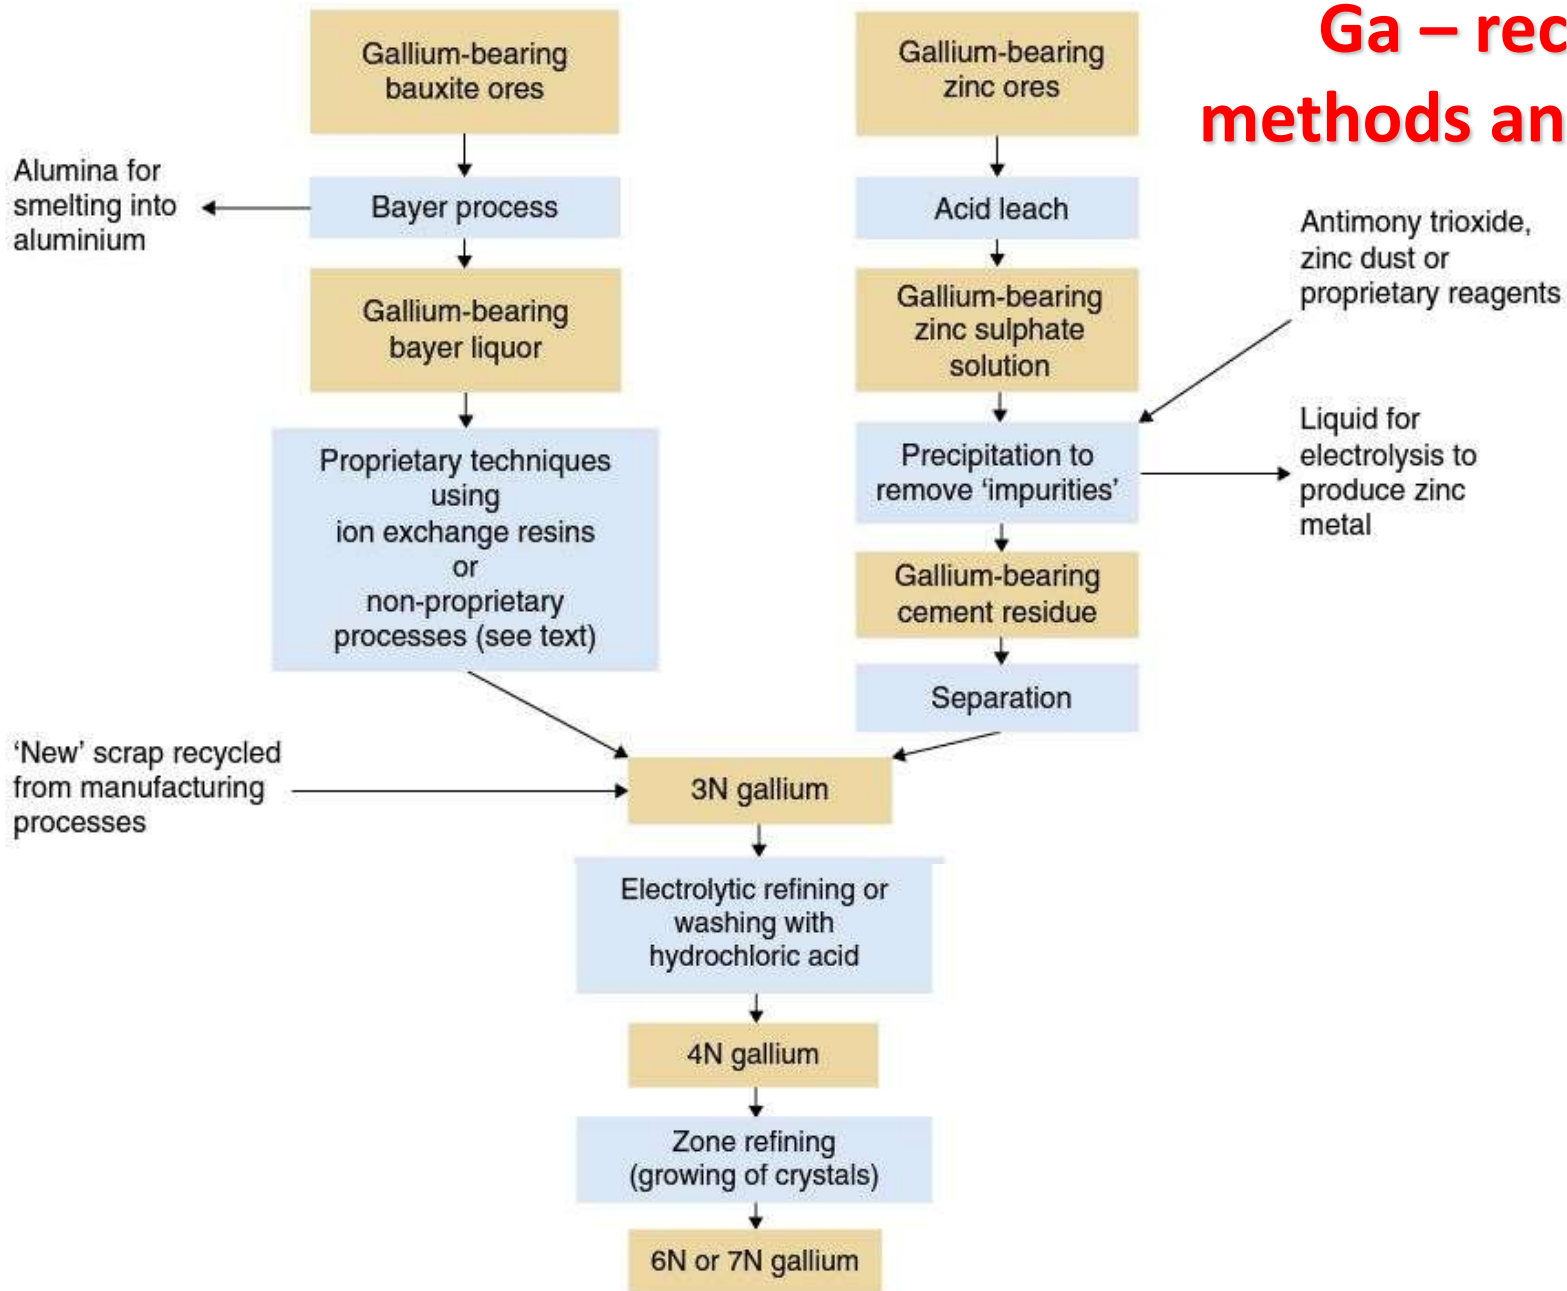 Ga – rec
methods an
Gallium-bearing
bauxite ores
Gallium-bearing
zinc ores
Alumina for
smelting into
aluminium
Bayer process
Acid leach
Antimony trioxide,
zinc dust or
proprietary reagents
Gallium-bearing
bayer liquor
Gallium-bearing
zinc sulphate
solution
Proprietary techniques
using
ion exchange resins
or
non-proprietary
processes (see text)
Precipitation to
remove ‘impurities’
Liquid for
electrolysis to
produce zinc
metal
Gallium-bearing
cement residue
Separation
‘New’ scrap recycled
from manufacturing
processes
3N gallium
Electrolytic refining or
washing with
hydrochloric acid
4N gallium
Zone refining
(growing of crystals)
6N or 7N gallium